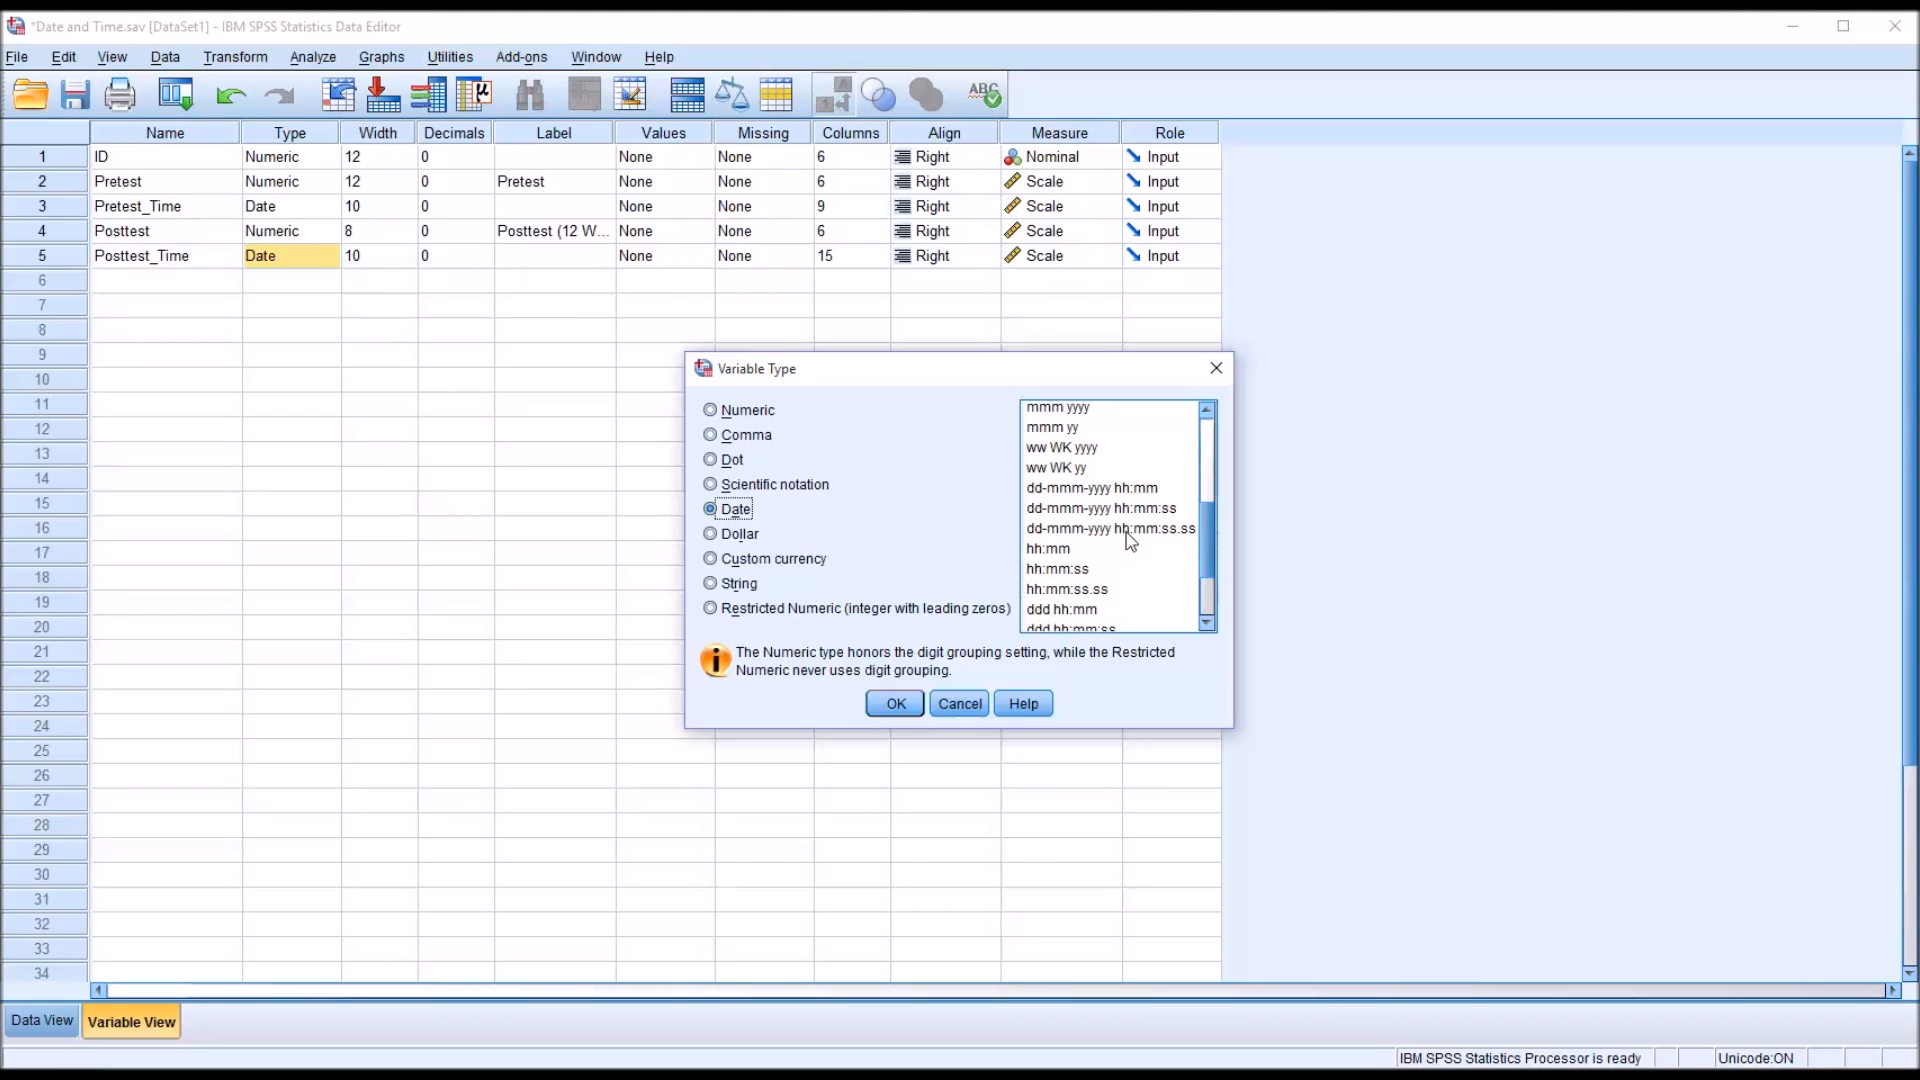 *Date and Time.sav [DataSet1] - IBM SPSS Statistics Data Editor
File Edit View Data Transform Analyze Graphs Utilities Add-ons Window Help
Name Type Width Decimals Label Values Missing Columns Align Measure Role
1 ID Numeric 12 0 None None 6 Right Nominal Input
2 Pretest Numeric 12 0 Pretest None None 6 Right Scale Input
3 Pretest_Time Date 10 0 None None 9 Right Scale Input
4 Posttest Numeric 8 0 Posttest (12 W... None None 6 Right Scale Input
5 Posttest_Time Date 10 0 None None 15 Right Scale Input
6
7
8
9
10
11
12
13
14
15
16
17
18
19
20
21
22
23
24
25
26
27
28
29
30
31
32
33
34
Variable Type
Numeric
Comma
Dot
Scientific notation
Date
Dollar
Custom currency
String
Restricted Numeric (integer with leading zeros)
mmm yyyy
mmm yy
ww WK yyyy
ww WK yy
dd-mmm-yyyy hh:mm
dd-mmm-yyyy hh:mm:ss
dd-mmm-yyyy hh:mm:ss.ss
hh:mm
hh:mm:ss
hh:mm:ss.ss
ddd hh:mm
ddd hh:mm:ss
The Numeric type honors the digit grouping setting, while the Restricted
Numeric never uses digit grouping.
OK Cancel Help
Data View Variable View
IBM SPSS Statistics Processor is ready Unicode:ON